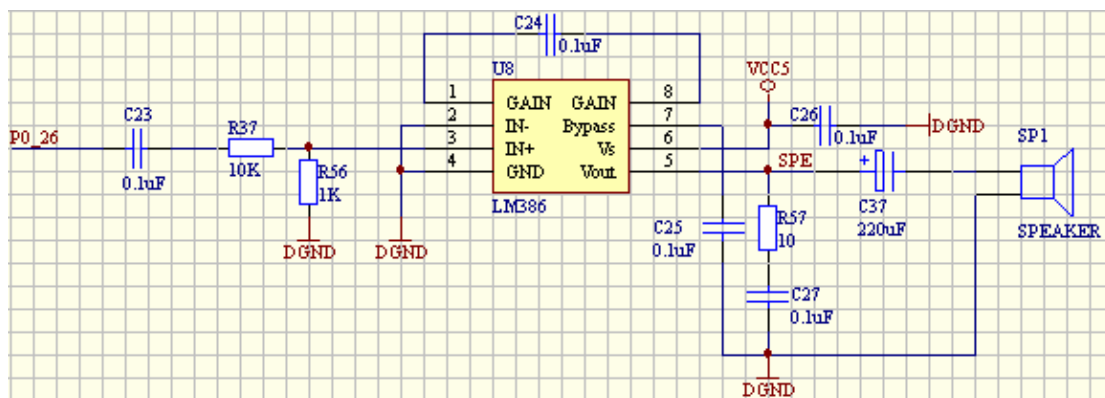 C24
0.1uF
U8
1
GAIN
GAIN
8
2
IN-
Bypass
7
3
IN+
Vs
6
4
GND
Vout
5
LM386
P0_26
C23
0.1uF
R37
10K
R56
1K
DGND
DGND
VCC5
C26
0.1uF
DGND
SPE
+
C37
220uF
SP1
SPEAKER
C25
0.1uF
R57
10
C27
0.1uF
DGND